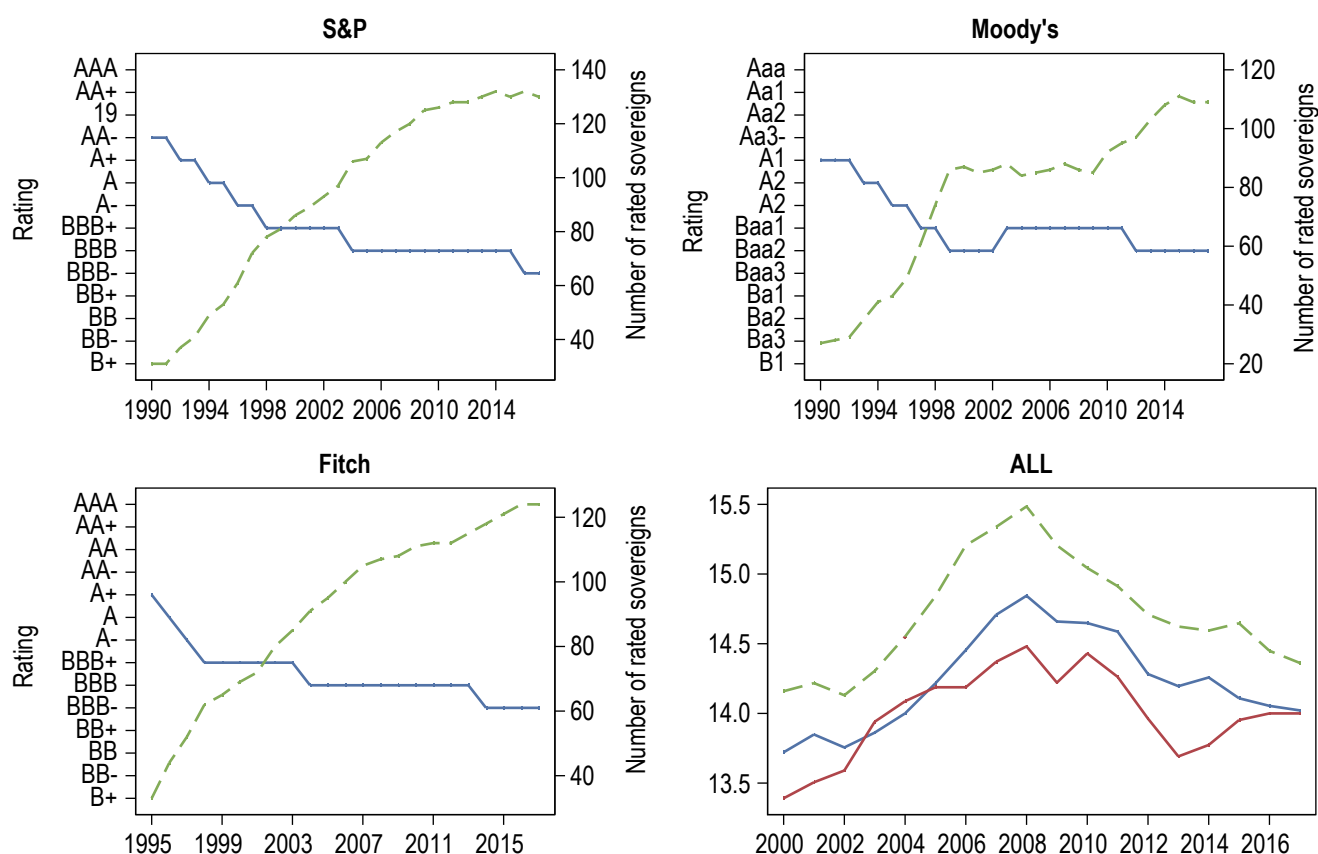 S&P
Moody's
Rating
AAA
AA+
19
AA-
A+
A
A-
BBB+
BBB
BBB-
BB+
BB
BB-
B+
140
120
100
80
60
40
Number of rated sovereigns
1990 1994 1998 2002 2006 2010 2014
Rating
Aaa
Aa1
Aa2
Aa3-
A1
A2
A2
Baa1
Baa2
Baa3
Ba1
Ba2
Ba3
B1
120
100
80
60
40
20
Number of rated sovereigns
1990 1994 1998 2002 2006 2010 2014
Fitch
ALL
Rating
AAA
AA+
AA
AA-
A+
A
A-
BBB+
BBB
BBB-
BB+
BB
BB-
B+
120
100
80
60
40
Number of rated sovereigns
1995 1999 2003 2007 2011 2015
15.5
15.0
14.5
14.0
13.5
2000 2002 2004 2006 2008 2010 2012 2014 2016